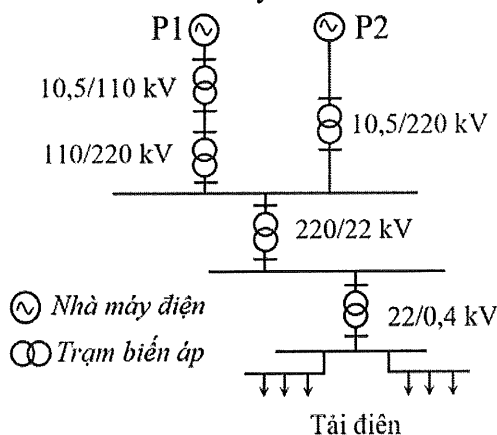 P1 P2
10,5/110 kV
10,5/220 kV
110/220 kV
220/22 kV
Nhà máy điện
22/0,4 kV
Trạm biến áp
Tải điên